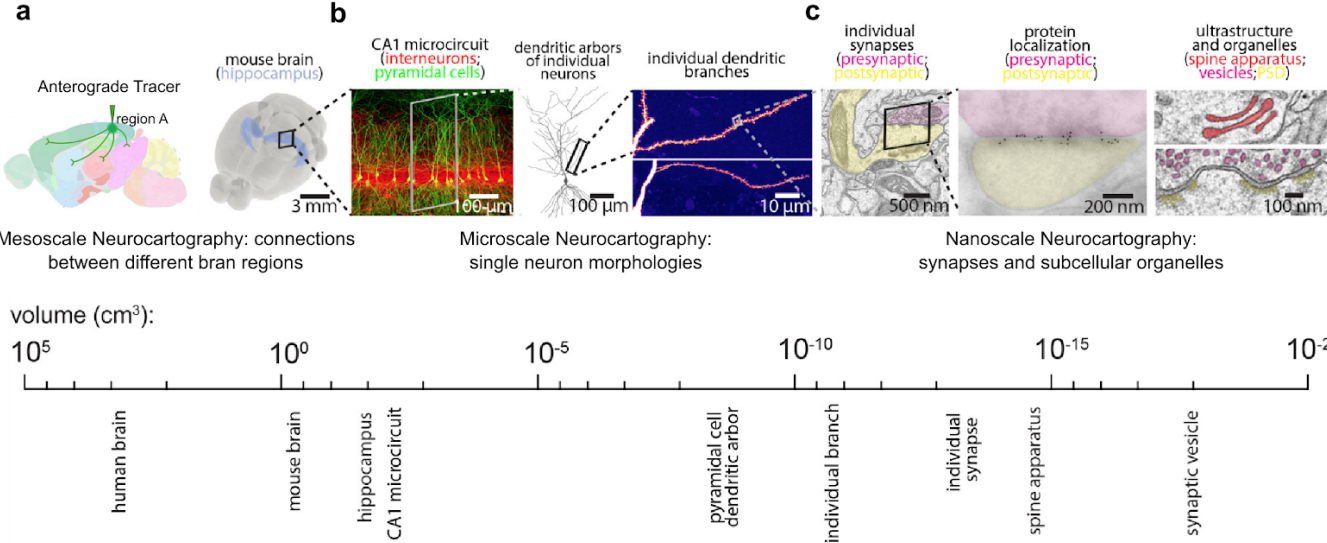 a
Anterograde Tracer
region A
mouse brain
(hippocampus)
3 mm
Mesoscale Neurocartography: connections
between different bran regions
b
CA1 microcircuit
(interneurons;
pyramidal cells)
100 µm
dendritic arbors
of individual
neurons
100 µm
individual dendritic
branches
10 µm
Microscale Neurocartography:
single neuron morphologies
c
individual
synapses
(presynaptic;
postsynaptic)
500 nm
protein
localization
(presynaptic;
postsynaptic)
200 nm
ultrastructure
and organelles
(spine apparatus;
vesicles;PSD)
100 nm
Nanoscale Neurocartography:
synapses and subcellular organelles
volume (cm³):
10⁵ 10⁰ 10⁻⁵ 10⁻¹⁰ 10⁻¹⁵ 10⁻²
human brain
mouse brain
hippocampus
CA1 microcircuit
pyramidal cell
dendritic arbor
individual branch
individual
synapse
spine apparatus
synaptic vesicle